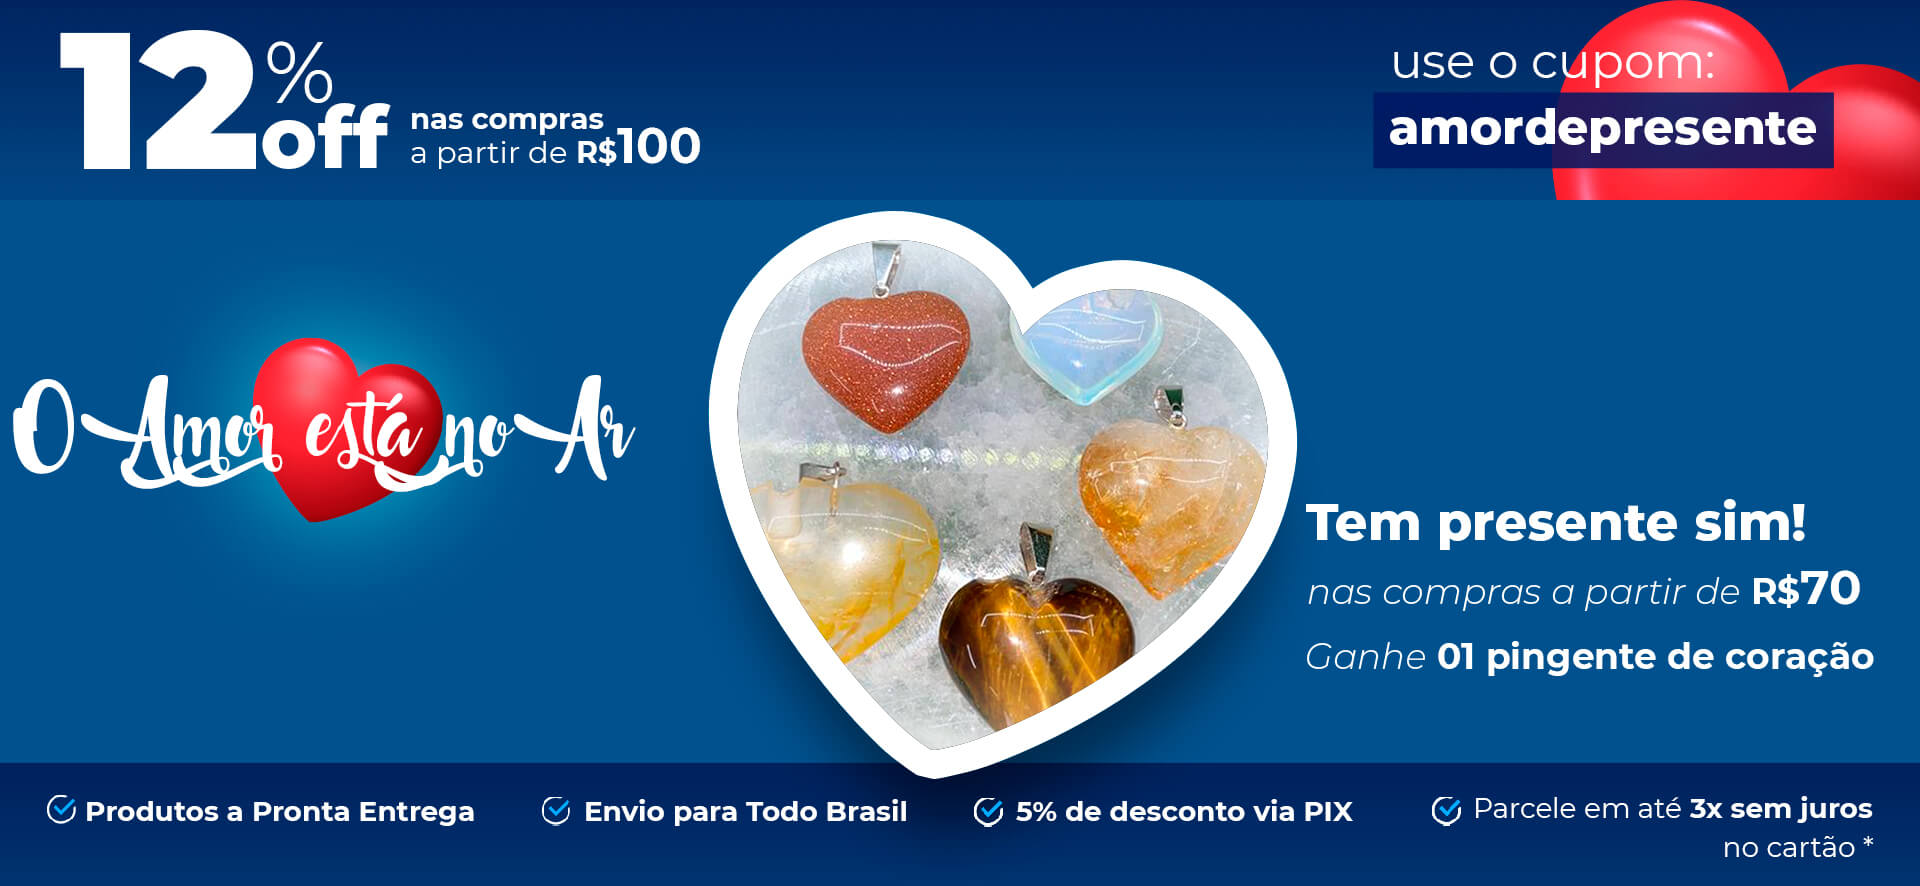 12%
off
nas compras
a partir de R$100
use o cupom:
amordepresente
O Amor está no Ar
Tem presente sim!
nas compras a partir de R$70
Ganhe 01 pingente de coração
Produtos a Pronta Entrega
Envio para Todo Brasil
5% de desconto via PIX
Parcele em até 3x sem juros
no cartão *